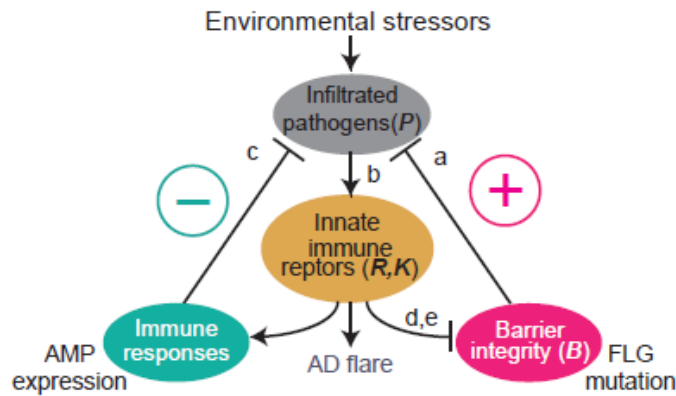 Environmental stressors
Infiltrated
pathogens(P)
c
b
a
−
+
Innate
immune
reptors (R,K)
d,e
Immune
responses
Barrier
integrity (B)
AMP
expression
AD flare
FLG
mutation